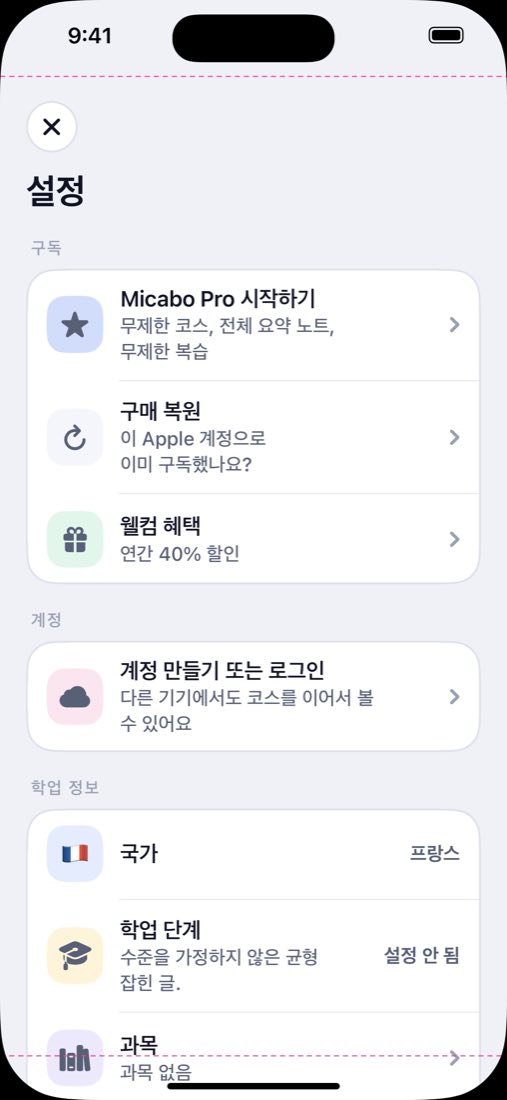 9:41
설정
구독
Micabo Pro 시작하기
무제한 코스, 전체 요약 노트,
무제한 복습
구매 복원
이 Apple 계정으로
이미 구독했나요?
웰컴 혜택
연간 40% 할인
계정
계정 만들기 또는 로그인
다른 기기에서도 코스를 이어서 볼
수 있어요
학업 정보
국가
프랑스
학업 단계
수준을 가정하지 않은 균형
잡힌 글.
설정 안 됨
과목
과목 없음